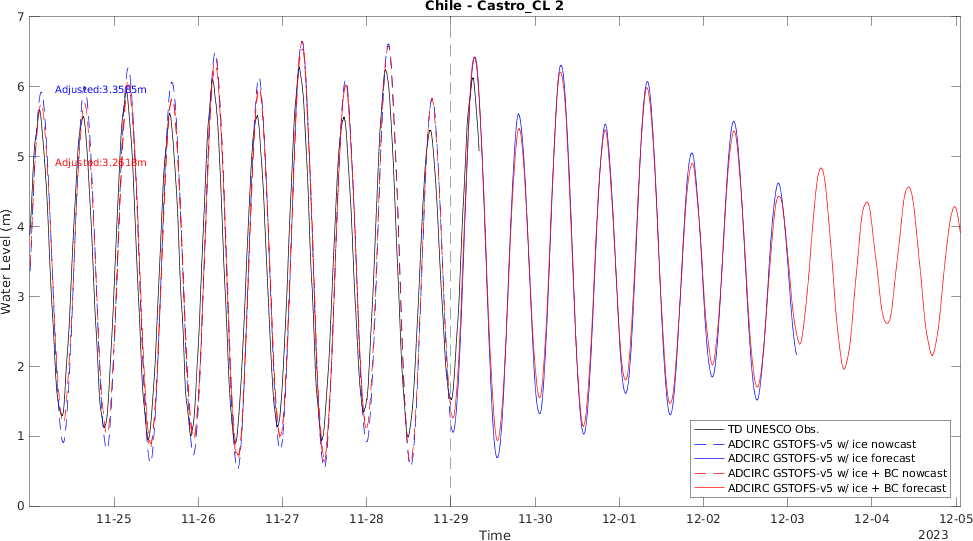 Chile - Castro_CL 2
7
6
5
4
3
2
1
0
Water Level (m)
Adjusted:3.3585m
Adjusted:3.2618m
TD UNESCO Obs.
ADCIRC GSTOFS-v5 w/ ice nowcast
ADCIRC GSTOFS-v5 w/ ice forecast
ADCIRC GSTOFS-v5 w/ ice + BC nowcast
ADCIRC GSTOFS-v5 w/ ice + BC forecast
11-25 11-26 11-27 11-28 11-29 11-30 12-01 12-02 12-03 12-04 12-05
Time
2023